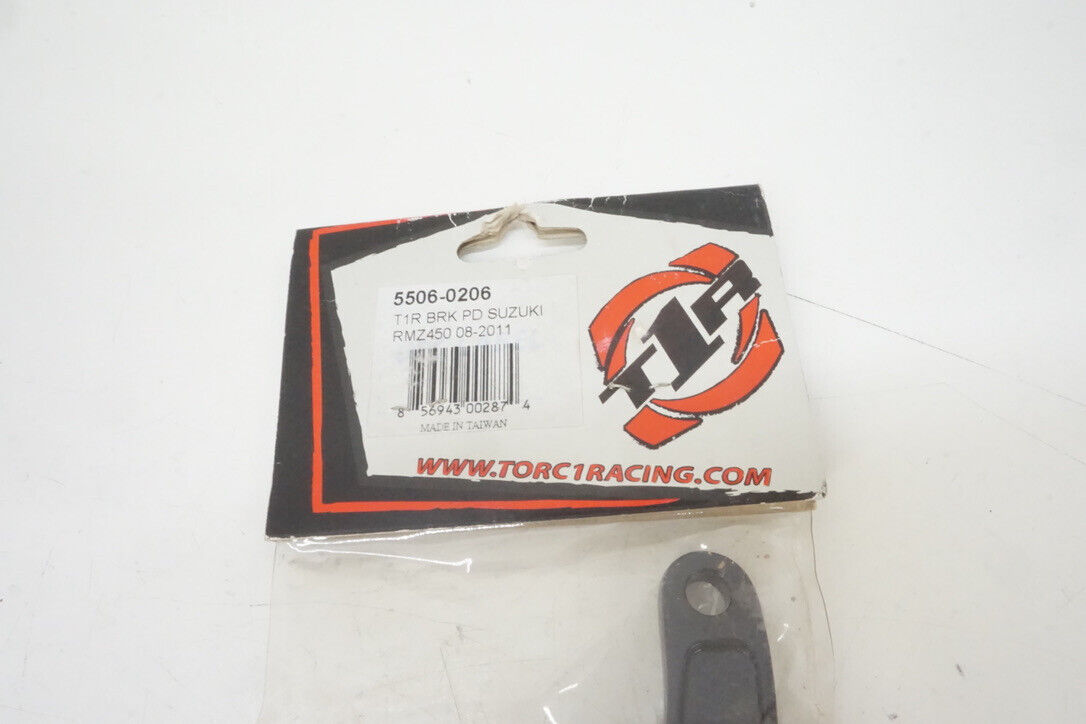 5506-0206
T1R BRK PD SUZUKI
RMZ450 08-2011
8 56943 00287 4
MADE IN TAIWAN
T1R
WWW.TORC1RACING.COM